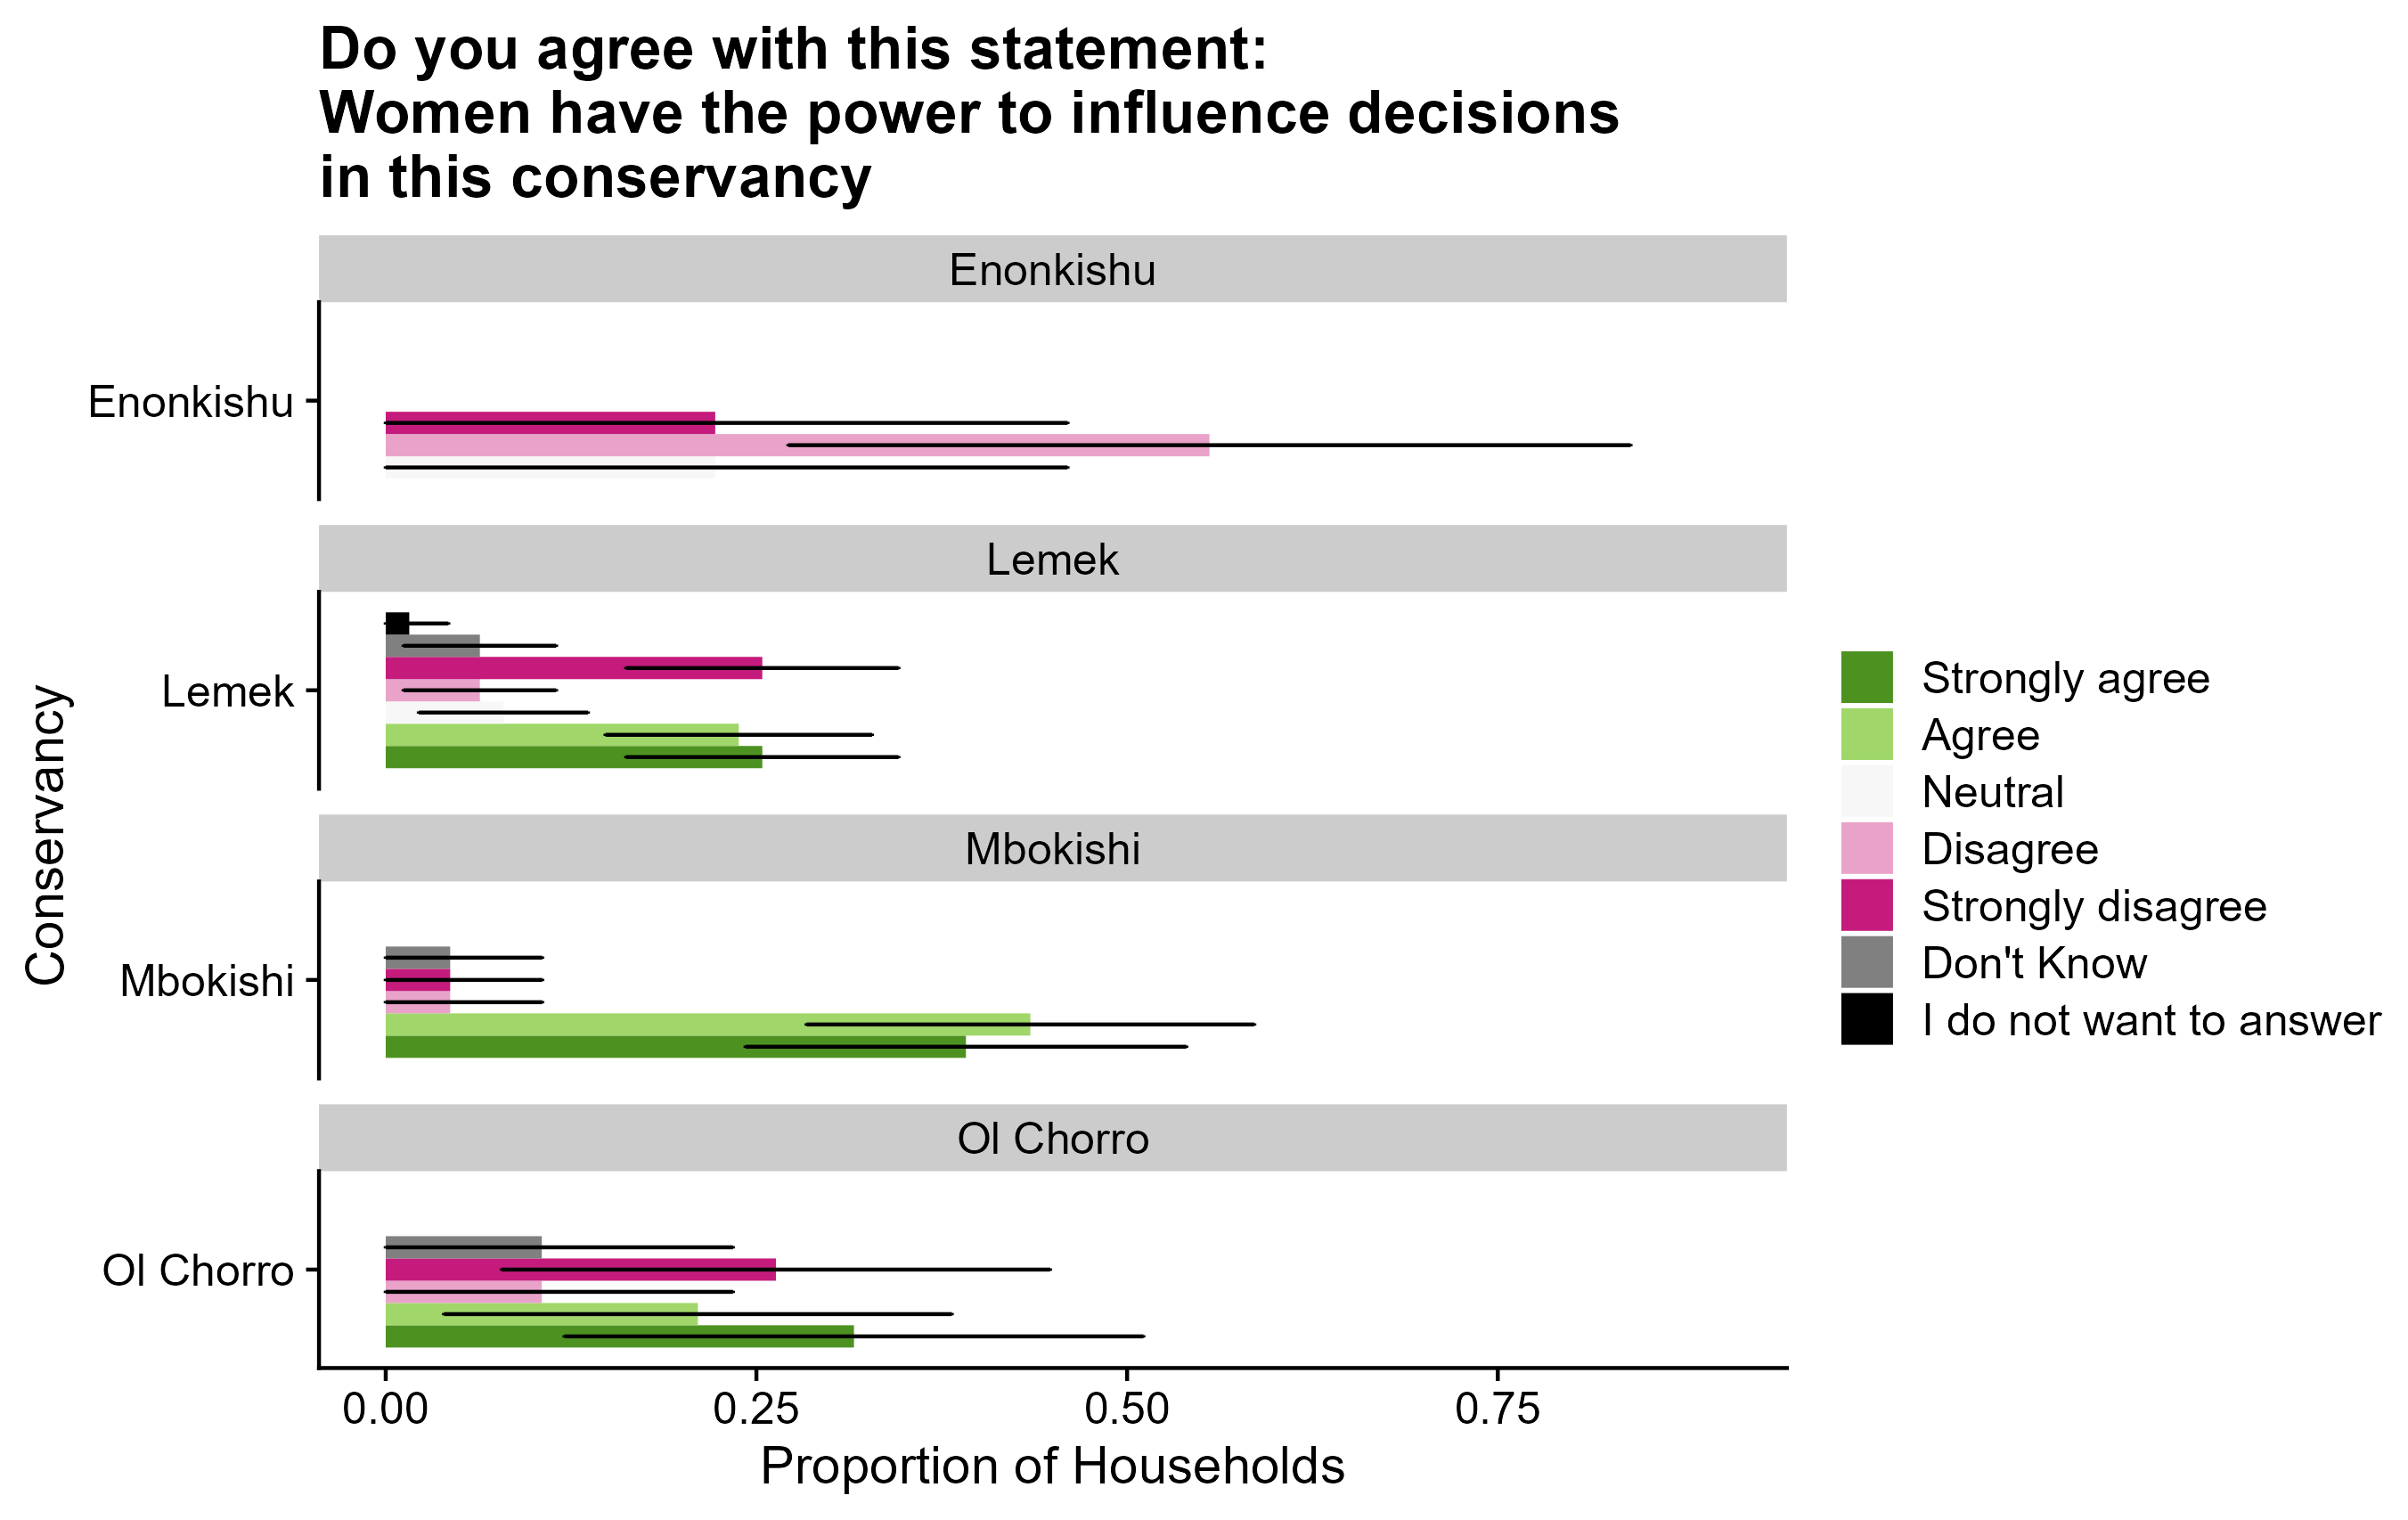 Do you agree with this statement:
Women have the power to influence decisions
in this conservancy
Enonkishu
Enonkishu
Lemek
Lemek
Mbokishi
Mbokishi
Ol Chorro
Ol Chorro
Conservancy
0.00 0.25 0.50 0.75
Proportion of Households
Strongly agree
Agree
Neutral
Disagree
Strongly disagree
Don't Know
I do not want to answer